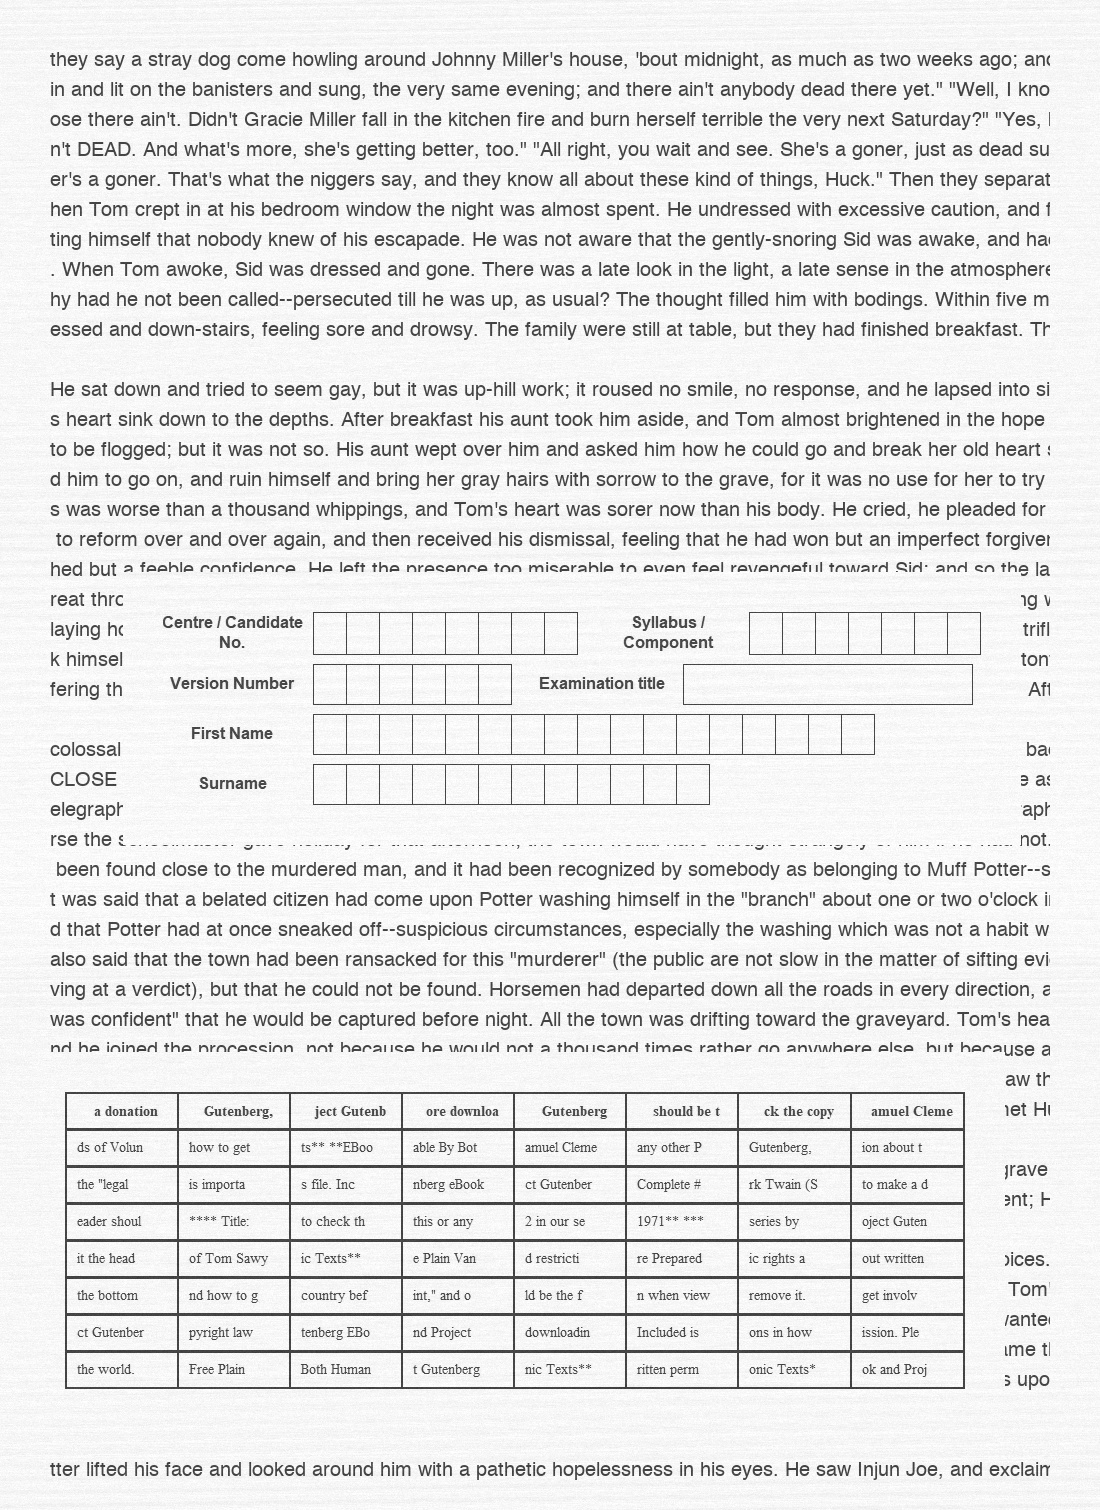 they say a stray dog come howling around Johnny Miller's house, 'bout midnight, as much as two weeks ago; and
in and lit on the banisters and sung, the very same evening; and there ain't anybody dead there yet." "Well, I kno
ose there ain't. Didn't Gracie Miller fall in the kitchen fire and burn herself terrible the very next Saturday?" "Yes,
n't DEAD. And what's more, she's getting better, too." "All right, you wait and see. She's a goner, just as dead su
er's a goner. That's what the niggers say, and they know all about these kind of things, Huck." Then they separat
hen Tom crept in at his bedroom window the night was almost spent. He undressed with excessive caution, and f
ting himself that nobody knew of his escapade. He was not aware that the gently-snoring Sid was awake, and had
. When Tom awoke, Sid was dressed and gone. There was a late look in the light, a late sense in the atmosphere
hy had he not been called--persecuted till he was up, as usual? The thought filled him with bodings. Within five m
essed and down-stairs, feeling sore and drowsy. The family were still at table, but they had finished breakfast. Th
He sat down and tried to seem gay, but it was up-hill work; it roused no smile, no response, and he lapsed into si
s heart sink down to the depths. After breakfast his aunt took him aside, and Tom almost brightened in the hope
to be flogged; but it was not so. His aunt wept over him and asked him how he could go and break her old heart s
d him to go on, and ruin himself and bring her gray hairs with sorrow to the grave, for it was no use for her to try
s was worse than a thousand whippings, and Tom's heart was sorer now than his body. He cried, he pleaded for
to reform over and over again, and then received his dismissal, feeling that he had won but an imperfect forgiven
hed but a feeble confidence. He left the presence too miserable to even feel revengeful toward Sid; and so the la
reat thro ng w
laying ho trifl
k himsel ton
fering th Aft
colossal bac
CLOSE e as
elegraph aph
rse the schoolmaster gave holiday for that afternoon; the town would have thought strangely of him if he had not.
Centre / Candidate No. Syllabus / Component
Version Number Examination title
First Name
Surname
been found close to the murdered man, and it had been recognized by somebody as belonging to Muff Potter--s
t was said that a belated citizen had come upon Potter washing himself in the "branch" about one or two o'clock in
d that Potter had at once sneaked off--suspicious circumstances, especially the washing which was not a habit w
also said that the town had been ransacked for this "murderer" (the public are not slow in the matter of sifting evi
ving at a verdict), but that he could not be found. Horsemen had departed down all the roads in every direction, a
was confident" that he would be captured before night. All the town was drifting toward the graveyard. Tom's hea
nd he joined the procession, not because he would not a thousand times rather go anywhere else, but because a
aw th
net Hu
grave
ent; H
oices.
Tom'
wanted
ame th
s upo
a donation Gutenberg, ject Gutenb ore downloa Gutenberg should be t ck the copy amuel Cleme
ds of Volun how to get ts** **EBoo able By Bot amuel Cleme any other P Gutenberg, ion about t
the "legal is importa s file. Inc nberg eBook ct Gutenber Complete # rk Twain (S to make a d
eader shoul **** Title: to check th this or any 2 in our se 1971** *** series by oject Guten
it the head of Tom Sawy ic Texts** e Plain Van d restricti re Prepared ic rights a out written
the bottom nd how to g country bef int," and o ld be the f n when view remove it. get involv
ct Gutenber pyright law tenberg EBo nd Project downloadin Included is ons in how ission. Ple
the world. Free Plain Both Human t Gutenberg nic Texts** ritten perm onic Texts* ok and Proj
tter lifted his face and looked around him with a pathetic hopelessness in his eyes. He saw Injun Joe, and exclaim